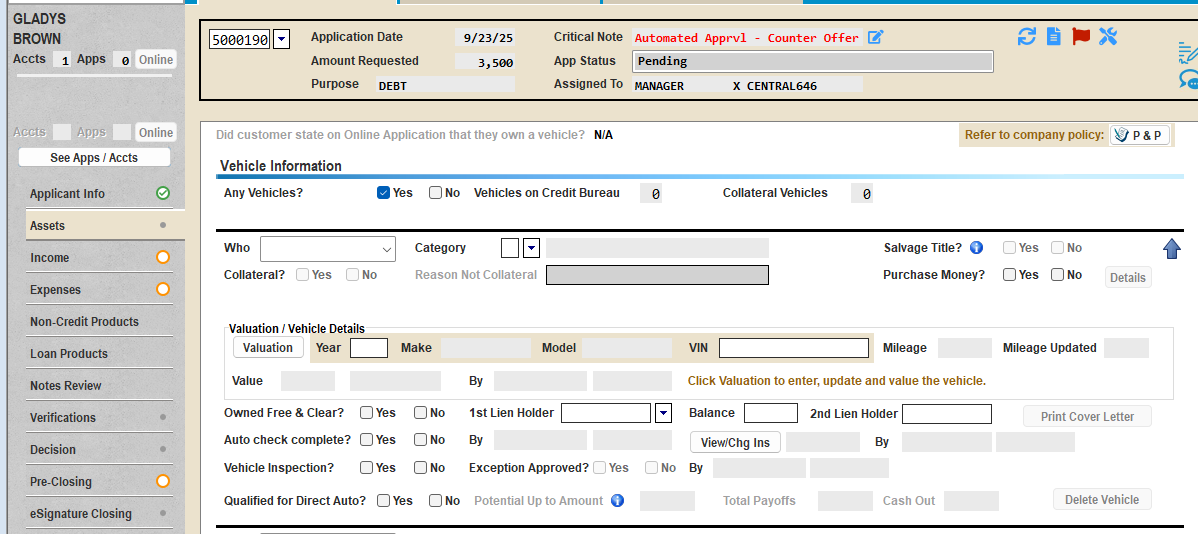 GLADYS
BROWN
Accts 1 Apps 0 Online
Accts Apps Online
See Apps / Accts
Applicant Info
Assets
Income
Expenses
Non-Credit Products
Loan Products
Notes Review
Verifications
Decision
Pre-Closing
eSignature Closing
5000190 Application Date 9/23/25 Critical Note Automated Apprvl - Counter Offer
Amount Requested 3,500 App Status Pending
Purpose DEBT Assigned To MANAGER X CENTRAL646
Did customer state on Online Application that they own a vehicle? N/A Refer to company policy: P & P
Vehicle Information
Any Vehicles? Yes No Vehicles on Credit Bureau 0 Collateral Vehicles 0
Who Category Salvage Title? Yes No
Collateral? Yes No Reason Not Collateral Purchase Money? Yes No Details
Valuation / Vehicle Details
Valuation Year Make Model VIN Mileage Mileage Updated
Value By Click Valuation to enter, update and value the vehicle.
Owned Free & Clear? Yes No 1st Lien Holder Balance 2nd Lien Holder Print Cover Letter
Auto check complete? Yes No By View/Chg Ins By
Vehicle Inspection? Yes No Exception Approved? Yes No By
Qualified for Direct Auto? Yes No Potential Up to Amount Total Payoffs Cash Out Delete Vehicle